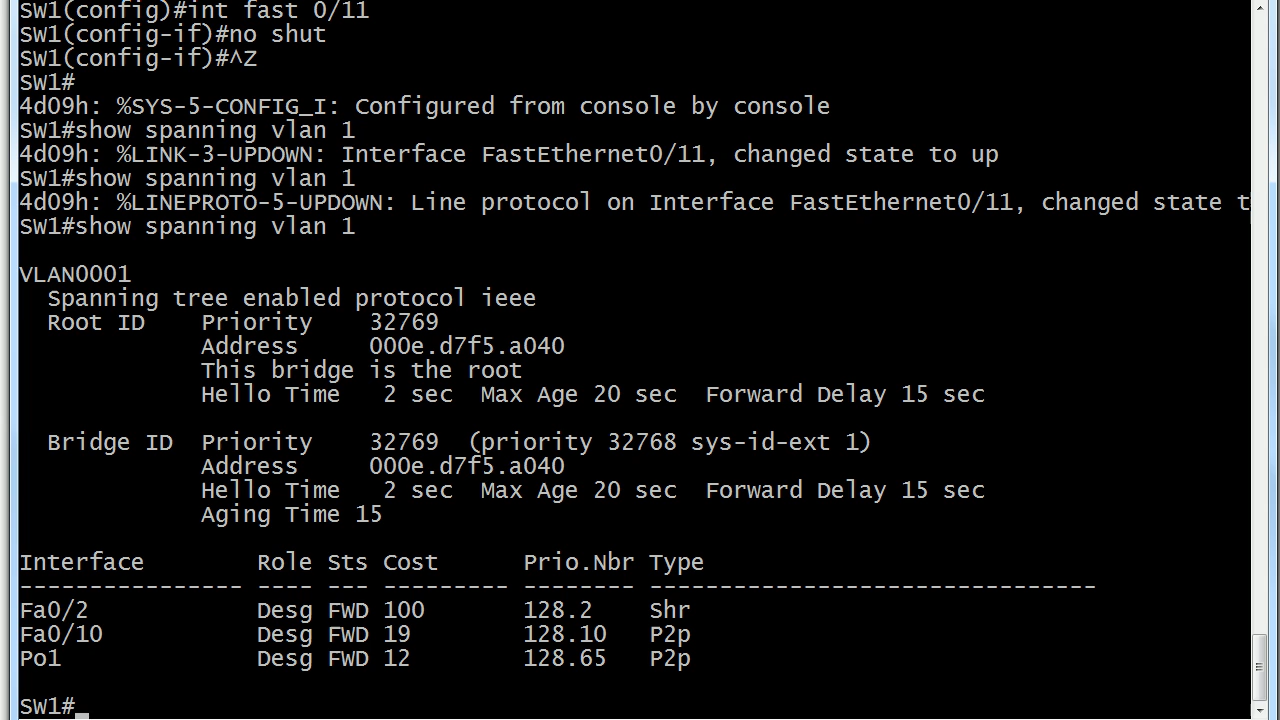 SW1(config)#int fast 0/11
SW1(config-if)#no shut
SW1(config-if)#^Z
SW1#
4d09h: %SYS-5-CONFIG_I: Configured from console by console
SW1#show spanning vlan 1
4d09h: %LINK-3-UPDOWN: Interface FastEthernet0/11, changed state to up
SW1#show spanning vlan 1
4d09h: %LINEPROTO-5-UPDOWN: Line protocol on Interface FastEthernet0/11, changed state t
SW1#show spanning vlan 1

VLAN0001
  Spanning tree enabled protocol ieee
  Root ID    Priority    32769
             Address     000e.d7f5.a040
             This bridge is the root
             Hello Time   2 sec  Max Age 20 sec  Forward Delay 15 sec

  Bridge ID  Priority    32769  (priority 32768 sys-id-ext 1)
             Address     000e.d7f5.a040
             Hello Time   2 sec  Max Age 20 sec  Forward Delay 15 sec
             Aging Time 15

Interface        Role Sts Cost      Prio.Nbr Type
---------------- ---- --- --------- -------- --------------------------------
Fa0/2            Desg FWD 100       128.2    Shr
Fa0/10           Desg FWD 19        128.10   P2p
Po1              Desg FWD 12        128.65   P2p

SW1#